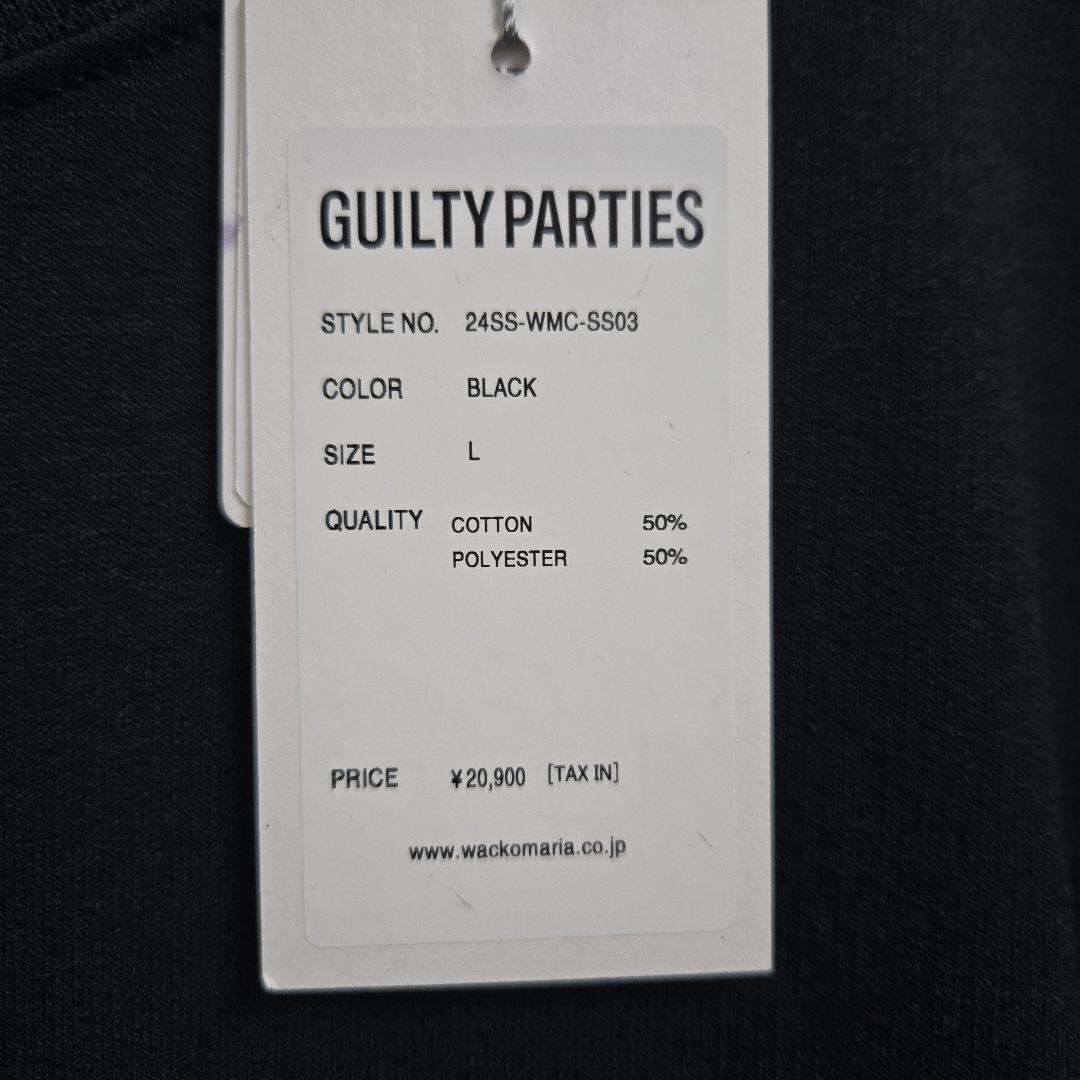 GUILTY PARTIES
STYLE NO. 24SS-WMC-SS03
COLOR BLACK
SIZE L
QUALITY COTTON 50%
POLYESTER 50%
PRICE ¥20,900 [TAX IN]
www.wackomaria.co.jp